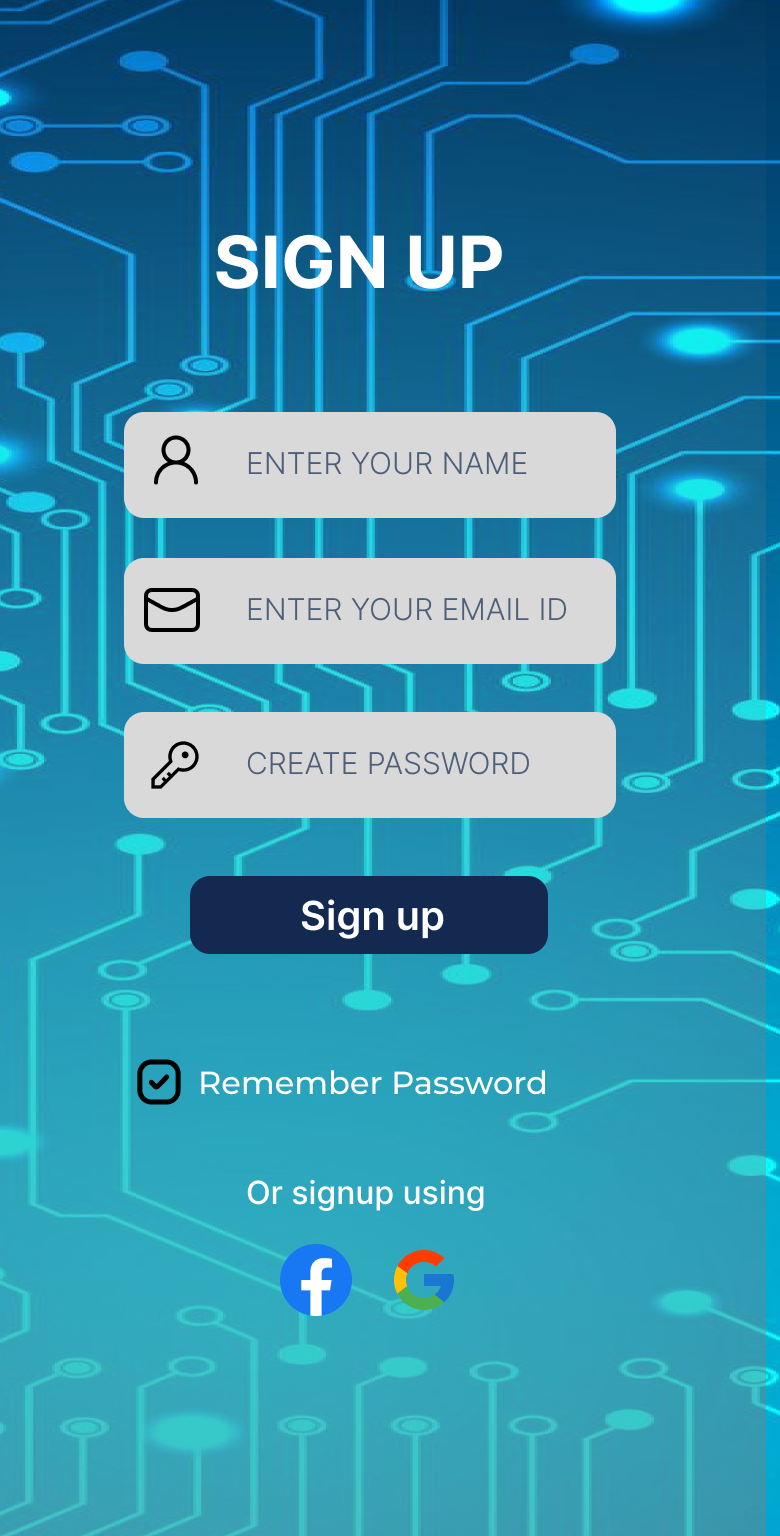 SIGN UP
ENTER YOUR NAME
ENTER YOUR EMAIL ID
CREATE PASSWORD
Sign up
Remember Password
Or signup using